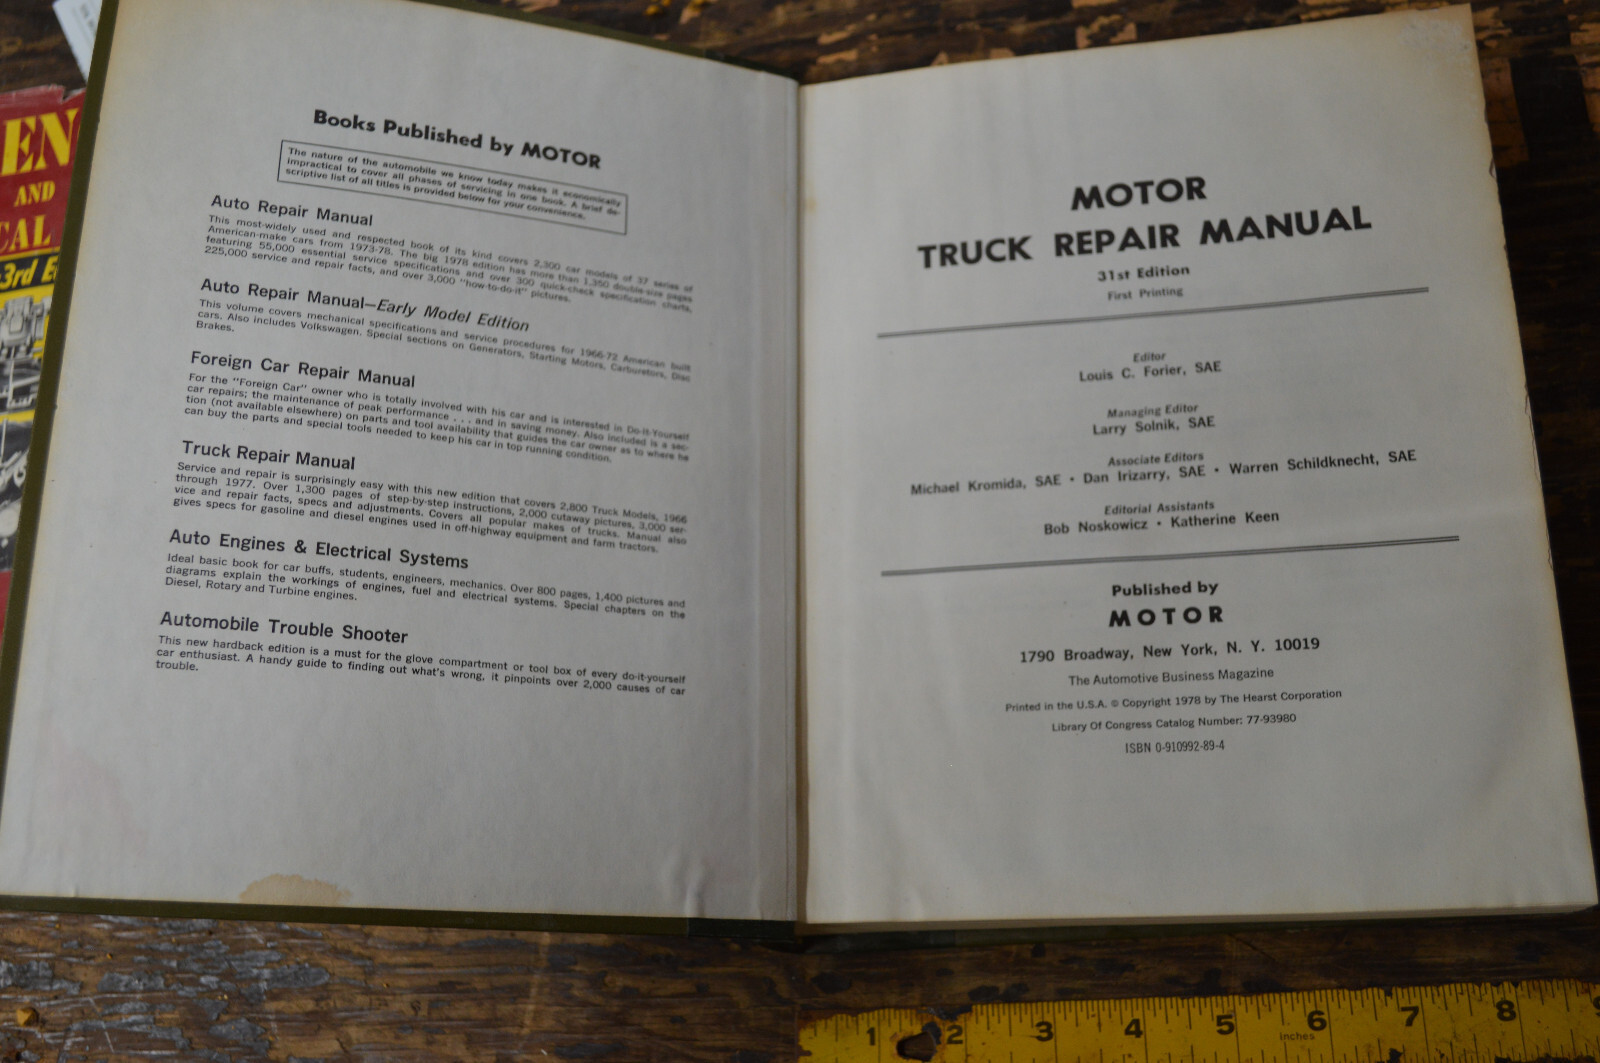 EN
AND
CAL
3rd E
Books Published by MOTOR
The nature of the automobile we know today makes it economically
impractical to cover all phases of servicing in one book. A brief de-
scriptive list of all titles is provided below for your convenience.
Auto Repair Manual
This most-widely used and respected book of its kind covers 2,300 car models of 37 series of
American-make cars from 1973-78. The big 1978 edition has more than 1,350 double-size pages
featuring 55,000 essential service specifications and over 300 quick-check specification charts,
225,000 service and repair facts, and over 3,000 "how-to-do-it" pictures.
Auto Repair Manual—Early Model Edition
This volume covers mechanical specifications and service procedures for 1966-72 American built
cars. Also includes Volkswagen. Special sections on Generators, Starting Motors, Carburetors, Disc
Brakes.
Foreign Car Repair Manual
For the "Foreign Car" owner who is totally involved with his car and is interested in Do-It-Yourself
car repairs; the maintenance of peak performance . . . and in saving money. Also included is a sec-
tion (not available elsewhere) on parts and tool availability that guides the car owner as to where he
can buy the parts and special tools needed to keep his car in top running condition.
Truck Repair Manual
Service and repair is surprisingly easy with this new edition that covers 2,800 Truck Models, 1966
through 1977. Over 1,300 pages of step-by-step instructions, 2,000 cutaway pictures, 3,000 ser-
vice and repair facts, specs and adjustments. Covers all popular makes of trucks. Manual also
gives specs for gasoline and diesel engines used in off-highway equipment and farm tractors.
Auto Engines & Electrical Systems
Ideal basic book for car buffs, students, engineers, mechanics. Over 800 pages, 1,400 pictures and
diagrams explain the workings of engines, fuel and electrical systems. Special chapters on the
Diesel, Rotary and Turbine engines.
Automobile Trouble Shooter
This new hardback edition is a must for the glove compartment or tool box of every do-it-yourself
car enthusiast. A handy guide to finding out what's wrong, it pinpoints over 2,000 causes of car
trouble.
MOTOR
TRUCK REPAIR MANUAL
31st Edition
First Printing
Editor
Louis C. Forier, SAE
Managing Editor
Larry Solnik, SAE
Associate Editors
Michael Kromida, SAE • Dan Irizarry, SAE • Warren Schildknecht, SAE
Editorial Assistants
Bob Noskowicz • Katherine Keen
Published by
MOTOR
1790 Broadway, New York, N. Y. 10019
The Automotive Business Magazine
Printed in the U.S.A. © Copyright 1978 by The Hearst Corporation
Library Of Congress Catalog Number: 77-93980
ISBN 0-910992-89-4
1 2 3 4 5 6 7 8
Inches